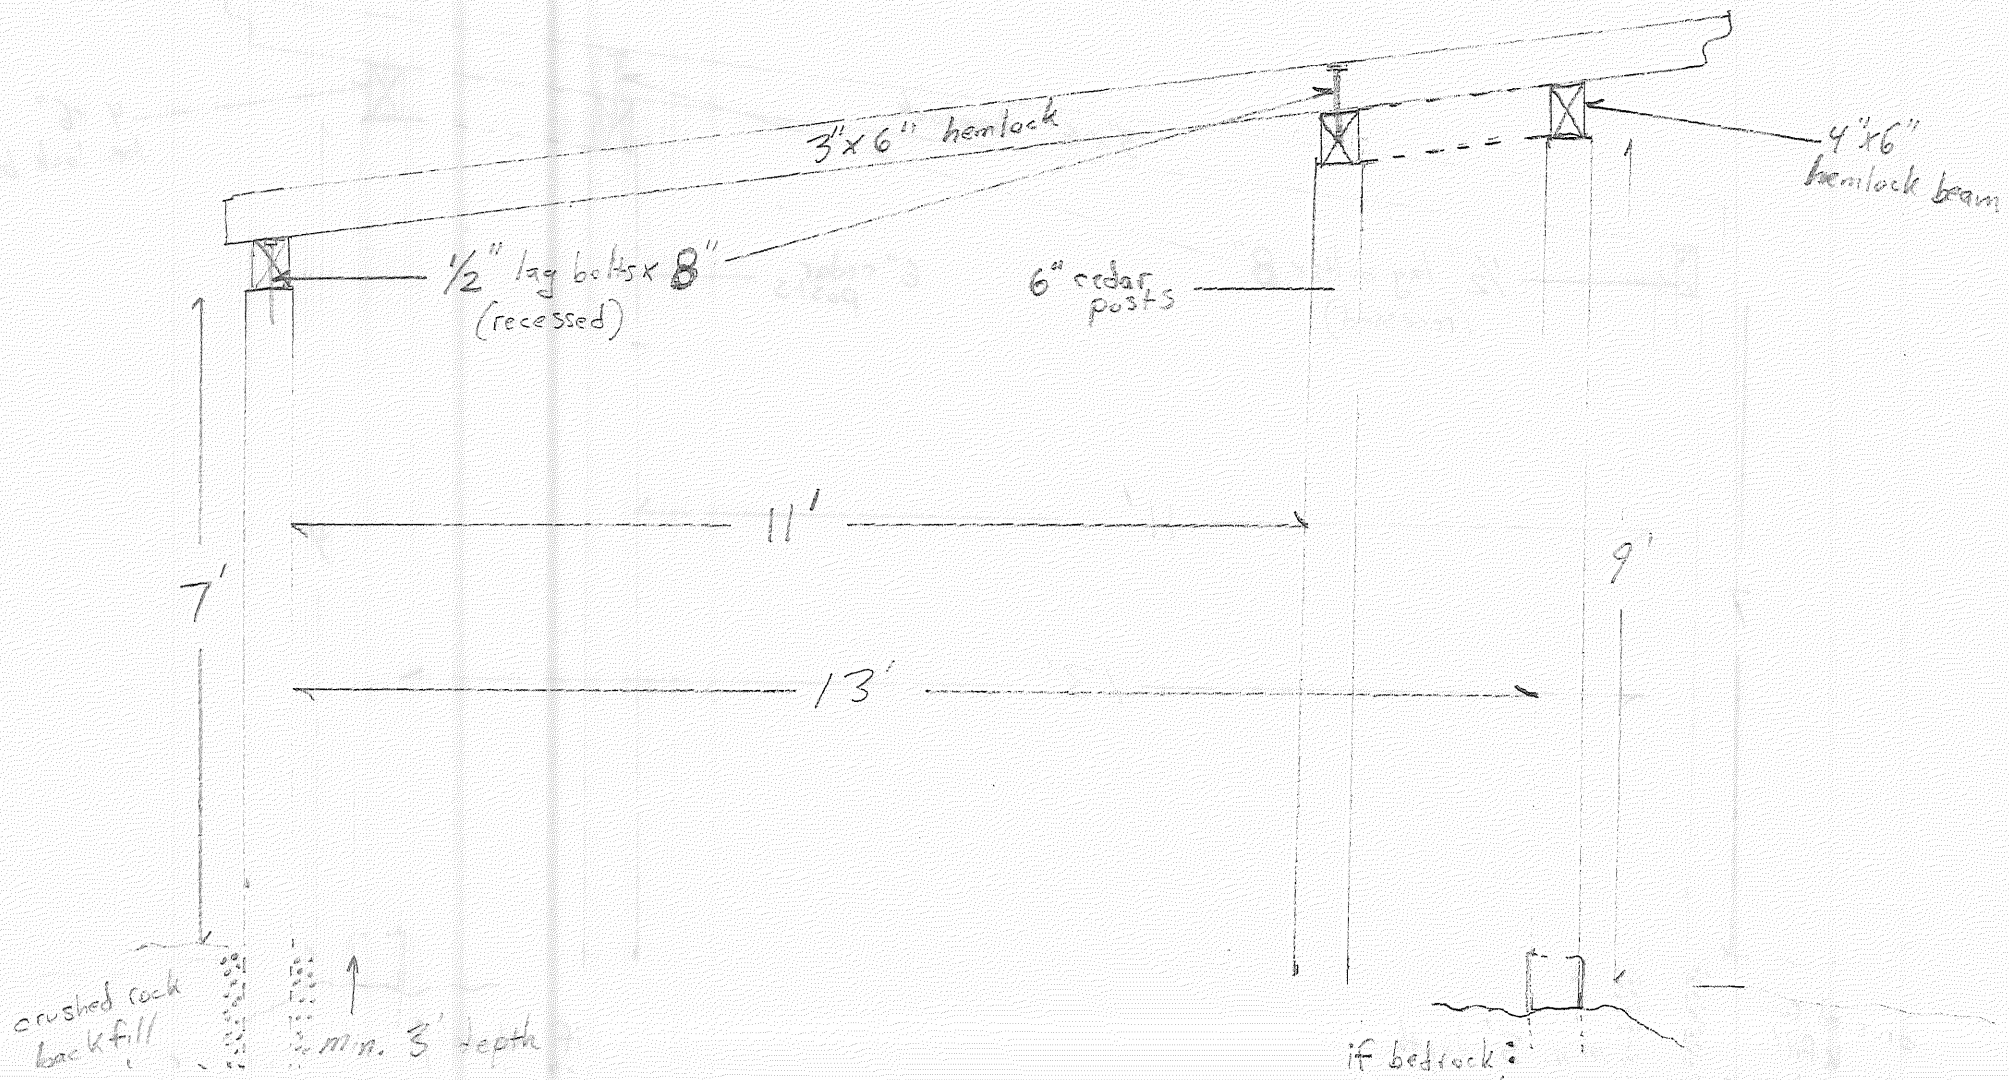 3"x 6" hemlock
4"x6"
hemlock beam
1/2" lag bolts x 8"
(recessed)
6" cedar
posts
11'
7'
9'
13'
crushed rock
backfill
min. 3' depth
if bedrock: